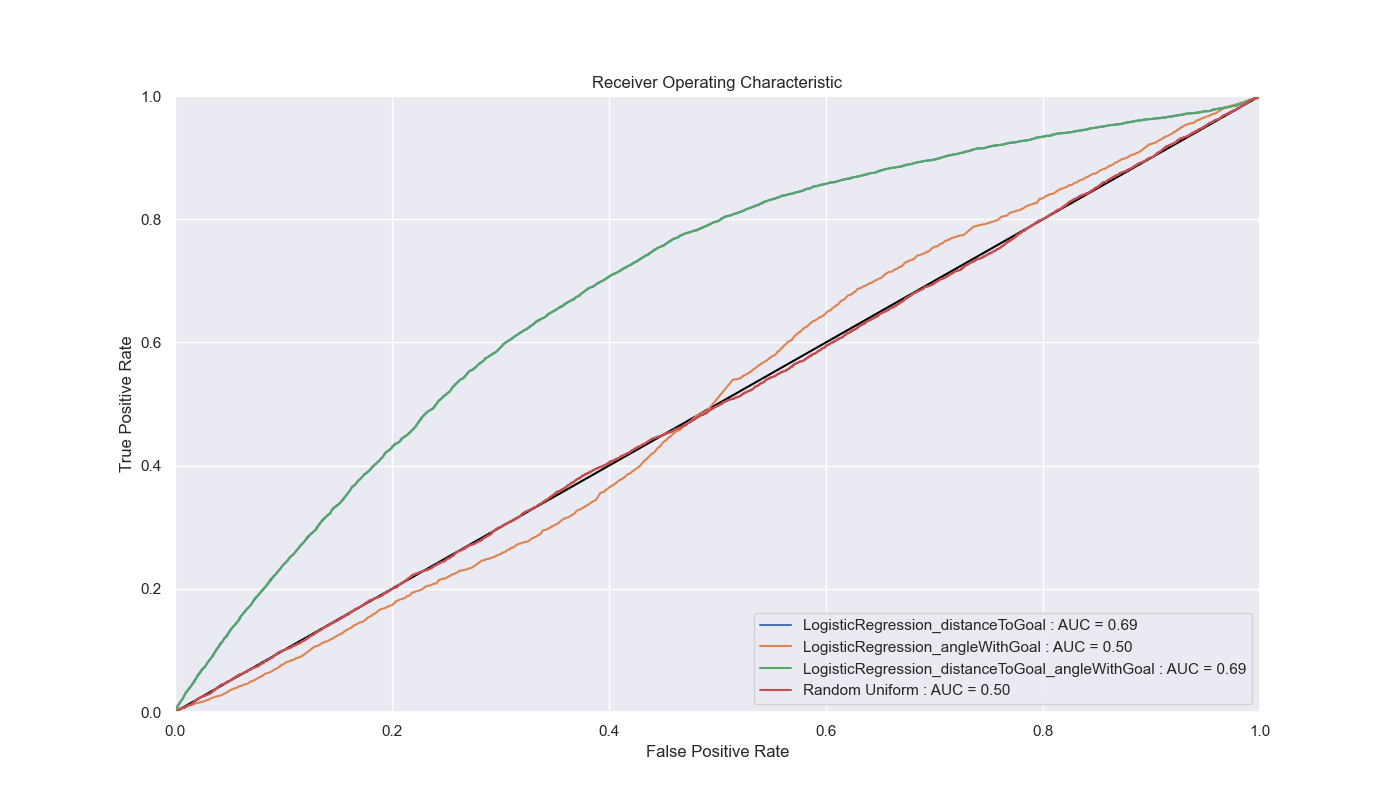 Receiver Operating Characteristic
1.0
0.8
0.6
0.4
0.2
0.0
True Positive Rate
LogisticRegression_distanceToGoal : AUC = 0.69
LogisticRegression_angleWithGoal : AUC = 0.50
LogisticRegression_distanceToGoal_angleWithGoal : AUC = 0.69
Random Uniform : AUC = 0.50
0.0 0.2 0.4 0.6 0.8 1.0
False Positive Rate